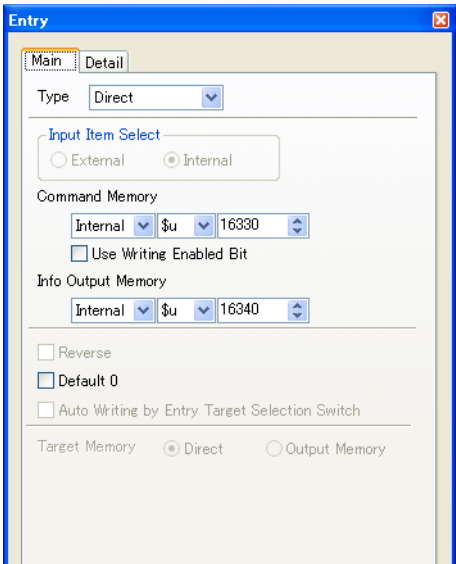 Entry
Main Detail
Type Direct
Input Item Select
External Internal
Command Memory
Internal $u 16330
Use Writing Enabled Bit
Info Output Memory
Internal $u 16340
Reverse
Default 0
Auto Writing by Entry Target Selection Switch
Target Memory Direct Output Memory